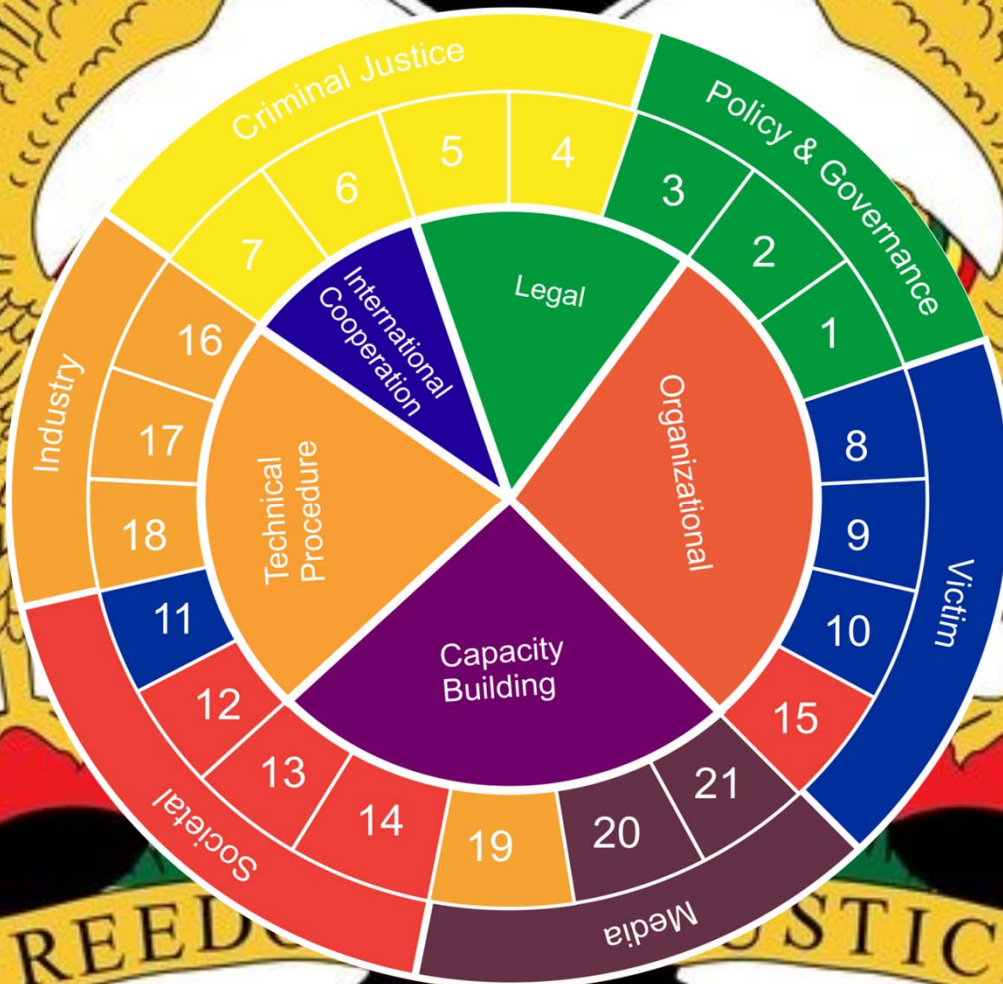 Criminal Justice
Policy & Governance
7
6
5
4
3
2
1
International
Cooperation
Legal
Industry
16
17
18
Technical
Procedure
Organizational
8
9
10
Victim
11
12
13
14
15
Capacity
Building
19
20
21
Societal
Media
REED
USTIC